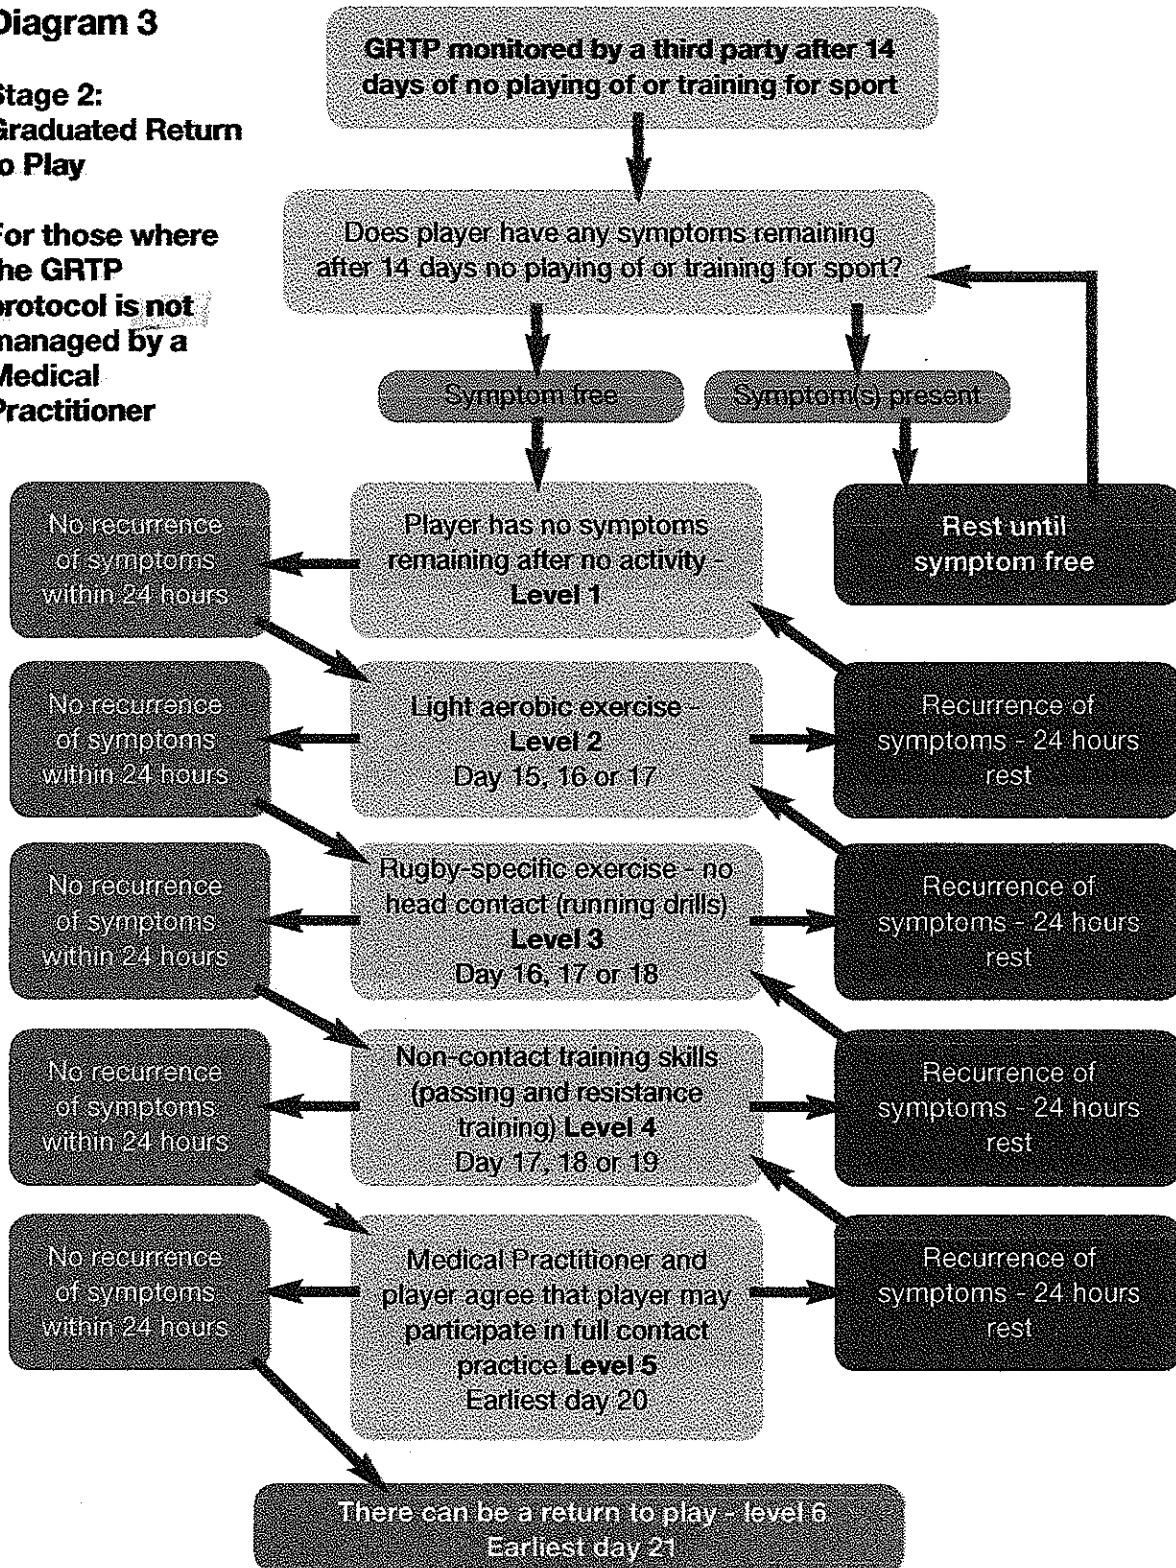 Diagram 3
Stage 2:
Graduated Return
to Play
For those where
the GRTP
protocol is not
managed by a
Medical
Practitioner
GRTP monitored by a third party after 14
days of no playing of or training for sport
Does player have any symptoms remaining
after 14 days no playing of or training for sport?
Symptom free
Symptom(s) present
No recurrence
of symptoms
within 24 hours
Player has no symptoms
remaining after no activity -
Level 1
Rest until
symptom free
No recurrence
of symptoms
within 24 hours
Light aerobic exercise -
Level 2
Day 15, 16 or 17
Recurrence of
symptoms - 24 hours
rest
No recurrence
of symptoms
within 24 hours
Rugby-specific exercise - no
head contact (running drills)
Level 3
Day 16, 17 or 18
Recurrence of
symptoms - 24 hours
rest
No recurrence
of symptoms
within 24 hours
Non-contact training skills
(passing and resistance
training) Level 4
Day 17, 18 or 19
Recurrence of
symptoms - 24 hours
rest
No recurrence
of symptoms
within 24 hours
Medical Practitioner and
player agree that player may
participate in full contact
practice Level 5
Earliest day 20
Recurrence of
symptoms - 24 hours
rest
There can be a return to play - level 6
Earliest day 21